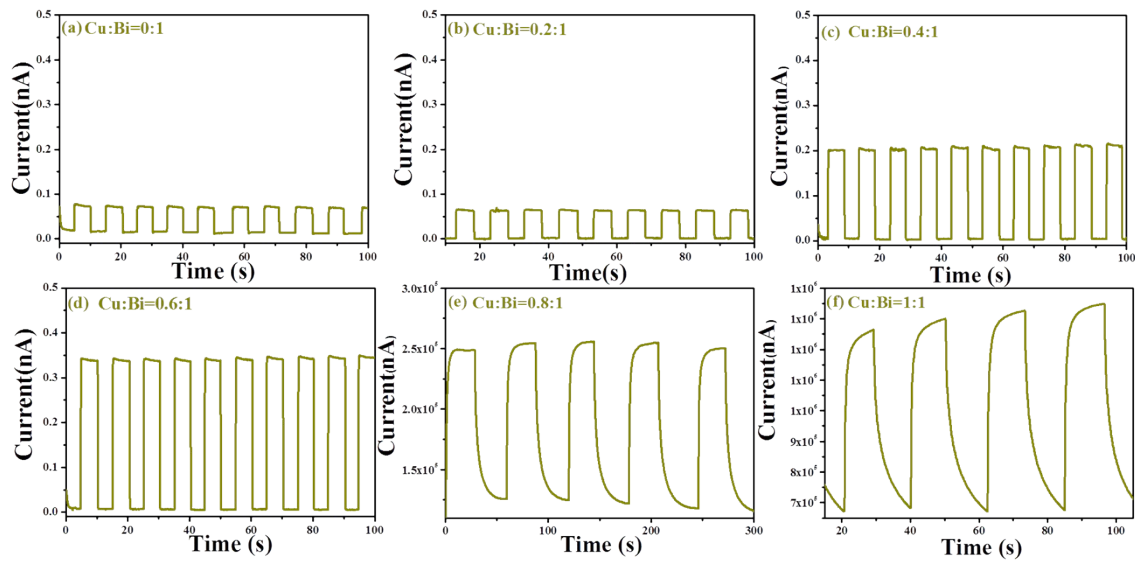 (a) Cu:Bi=0:1
Current(nA)
0.5
0.4
0.3
0.2
0.1
0.0
0
20
40
60
80
100
Time (s)
(b) Cu:Bi=0.2:1
Current(nA)
0.5
0.4
0.3
0.2
0.1
0.0
20
40
60
80
100
Time(s)
(c) Cu:Bi=0.4:1
Current(nA)
0.5
0.4
0.3
0.2
0.1
0.0
0
20
40
60
80
100
Time (s)
(d) Cu:Bi=0.6:1
Current(nA)
0.5
0.4
0.3
0.2
0.1
0.0
0
20
40
60
80
100
Time (s)
(e) Cu:Bi=0.8:1
Current(nA)
3.0x10⁵
2.5x10⁵
2.0x10⁵
1.5x10⁵
0
100
200
300
Time (s)
(f) Cu:Bi=1:1
Current(nA)
1x10⁶
1x10⁶
1x10⁶
1x10⁶
1x10⁶
9x10⁵
8x10⁵
7x10⁵
20
40
60
80
100
Time (s)